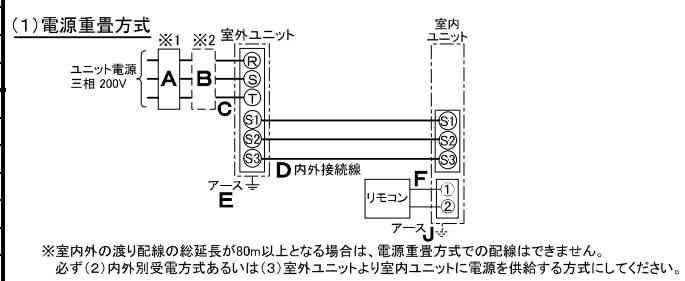 (1)電源重畳方式
※1 ※2 室外ユニット
室内
ユニット
ユニット電源
三相 200V
A B
R
S
T
C
S1 S1
S2 S2
S3 S3
D 内外接続線
アース
E
F
リモコン
①
②
アース J
※室内外の渡り配線の総延長が80m以上となる場合は、電源重畳方式での配線はできません。
必ず(2)内外別受電方式あるいは(3)室外ユニットより室内ユニットに電源を供給する方式にしてください。